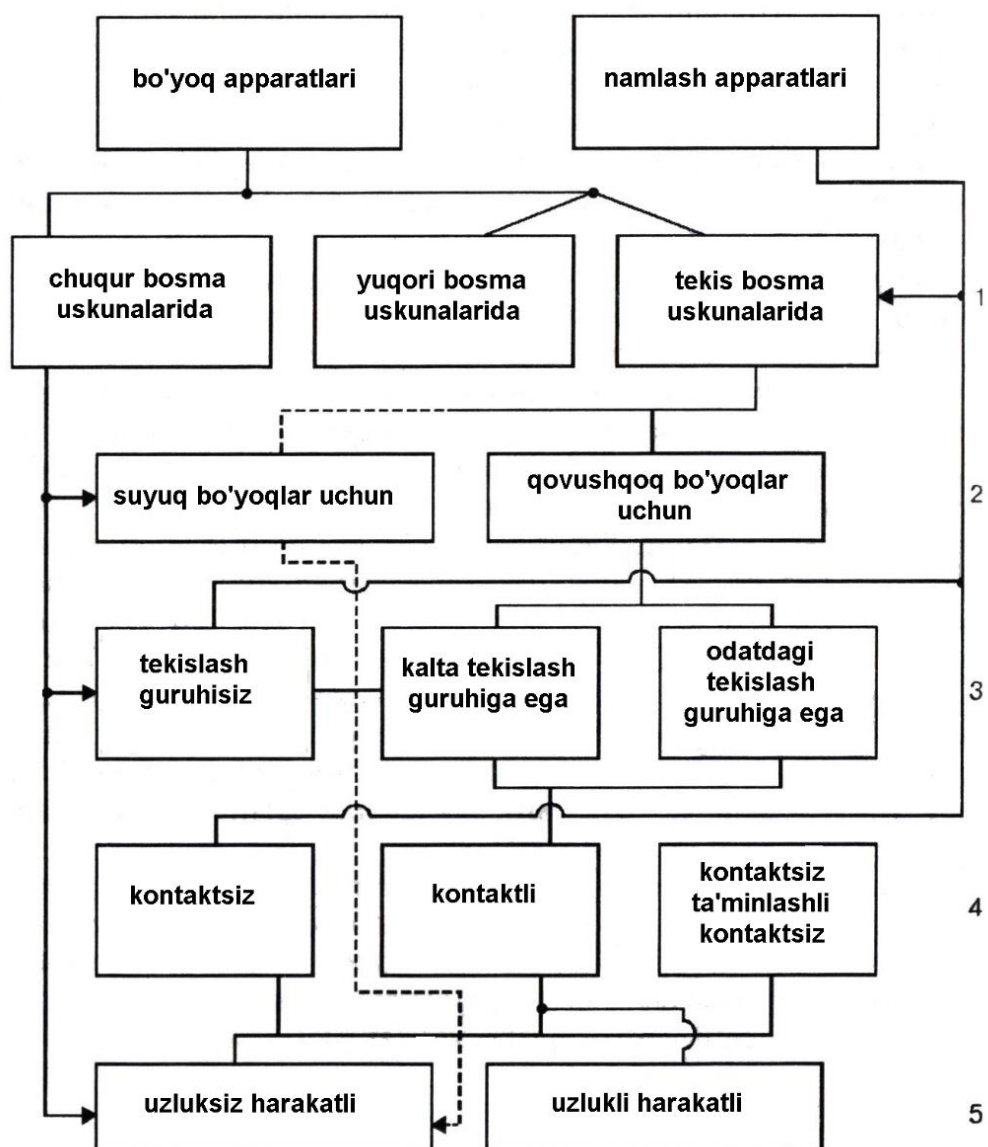 bo'yoq apparatlari
namlash apparatlari
chuqur bosma
uskunalarida
yuqori bosma
uskunalarida
tekis bosma
uskunalarida
1
suyuq bo'yoqlar uchun
qovushqoq bo'yoqlar
uchun
2
tekislash
guruhisiz
kalta tekislash
guruhiga ega
odatdagi
tekislash
guruhiga ega
3
kontaktsiz
kontaktli
kontaktsiz
ta'minlashli
kontaktsiz
4
uzluksiz harakatli
uzlukli harakatli
5